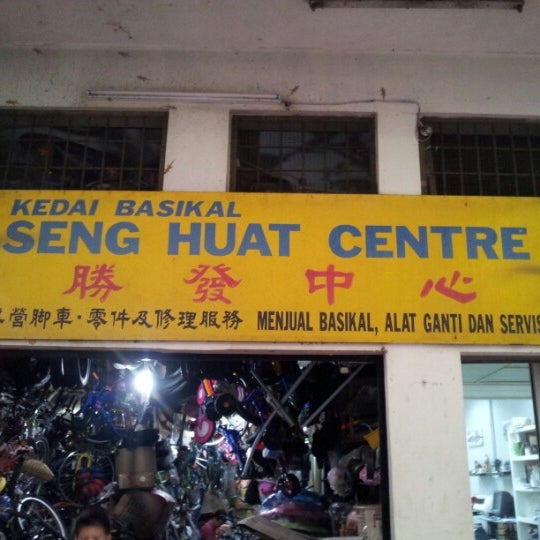 KEDAI BASIKAL
SENG HUAT CENTRE
勝發中心
營脚車·零件及修理服務 MENJUAL BASIKAL, ALAT GANTI DAN SERVIS